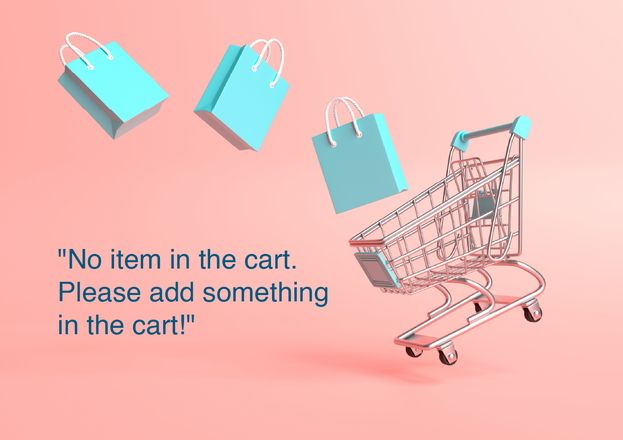 "No item in the cart.
Please add something
in the cart!"